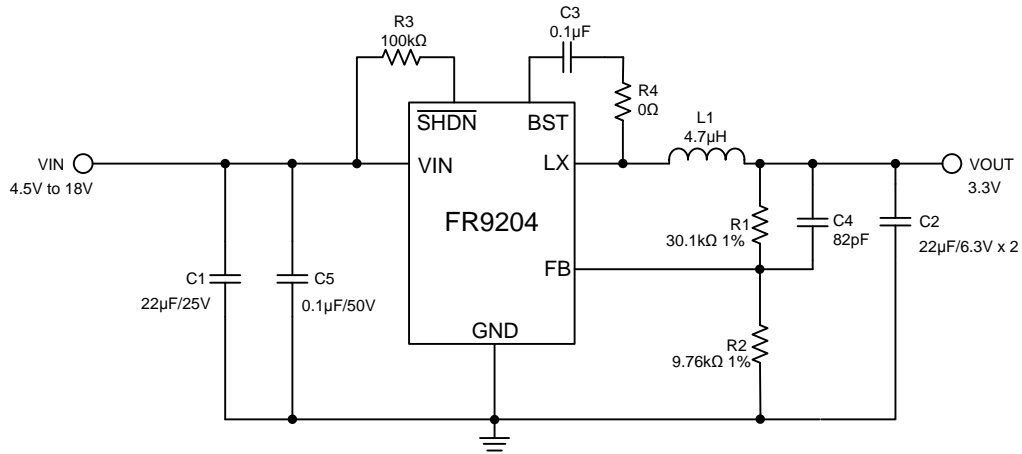 C3
0.1µF
R3
100kΩ
R4
0Ω
SHDN
BST
L1
4.7µH
VIN
4.5V to 18V
VIN
LX
VOUT
3.3V
FR9204
R1
30.1kΩ 1%
C4
82pF
C2
22µF/6.3V x 2
FB
C1
22µF/25V
C5
0.1µF/50V
GND
R2
9.76kΩ 1%